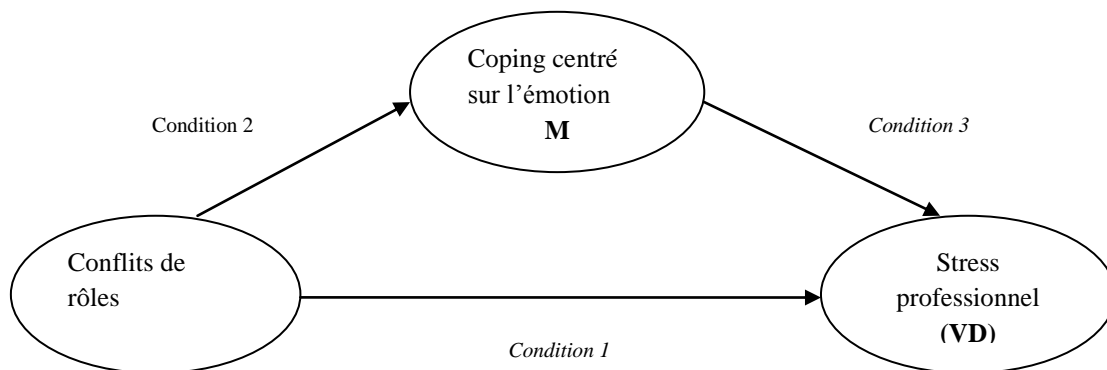 Coping centré
sur l’émotion
M
Condition 2
Condition 3
Conflits de
rôles
Stress
professionnel
(VD)
Condition 1